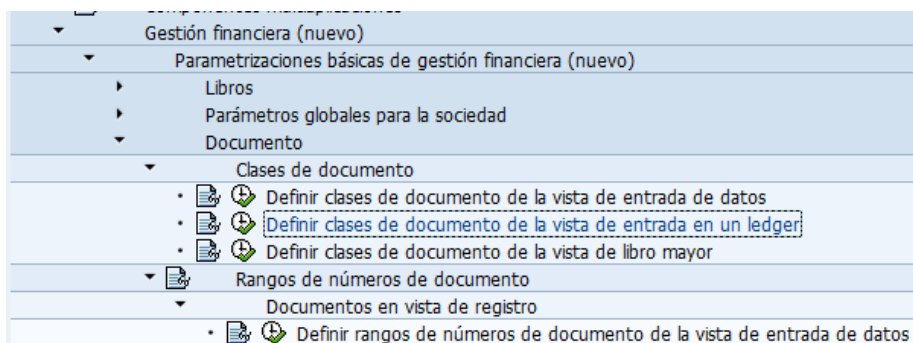 Gestión financiera (nuevo)
Parametrizaciones básicas de gestión financiera (nuevo)
Libros
Parámetros globales para la sociedad
Documento
Clases de documento
Definir clases de documento de la vista de entrada de datos
Definir clases de documento de la vista de entrada en un ledger
Definir clases de documento de la vista de libro mayor
Rangos de números de documento
Documentos en vista de registro
Definir rangos de números de documento de la vista de entrada de datos